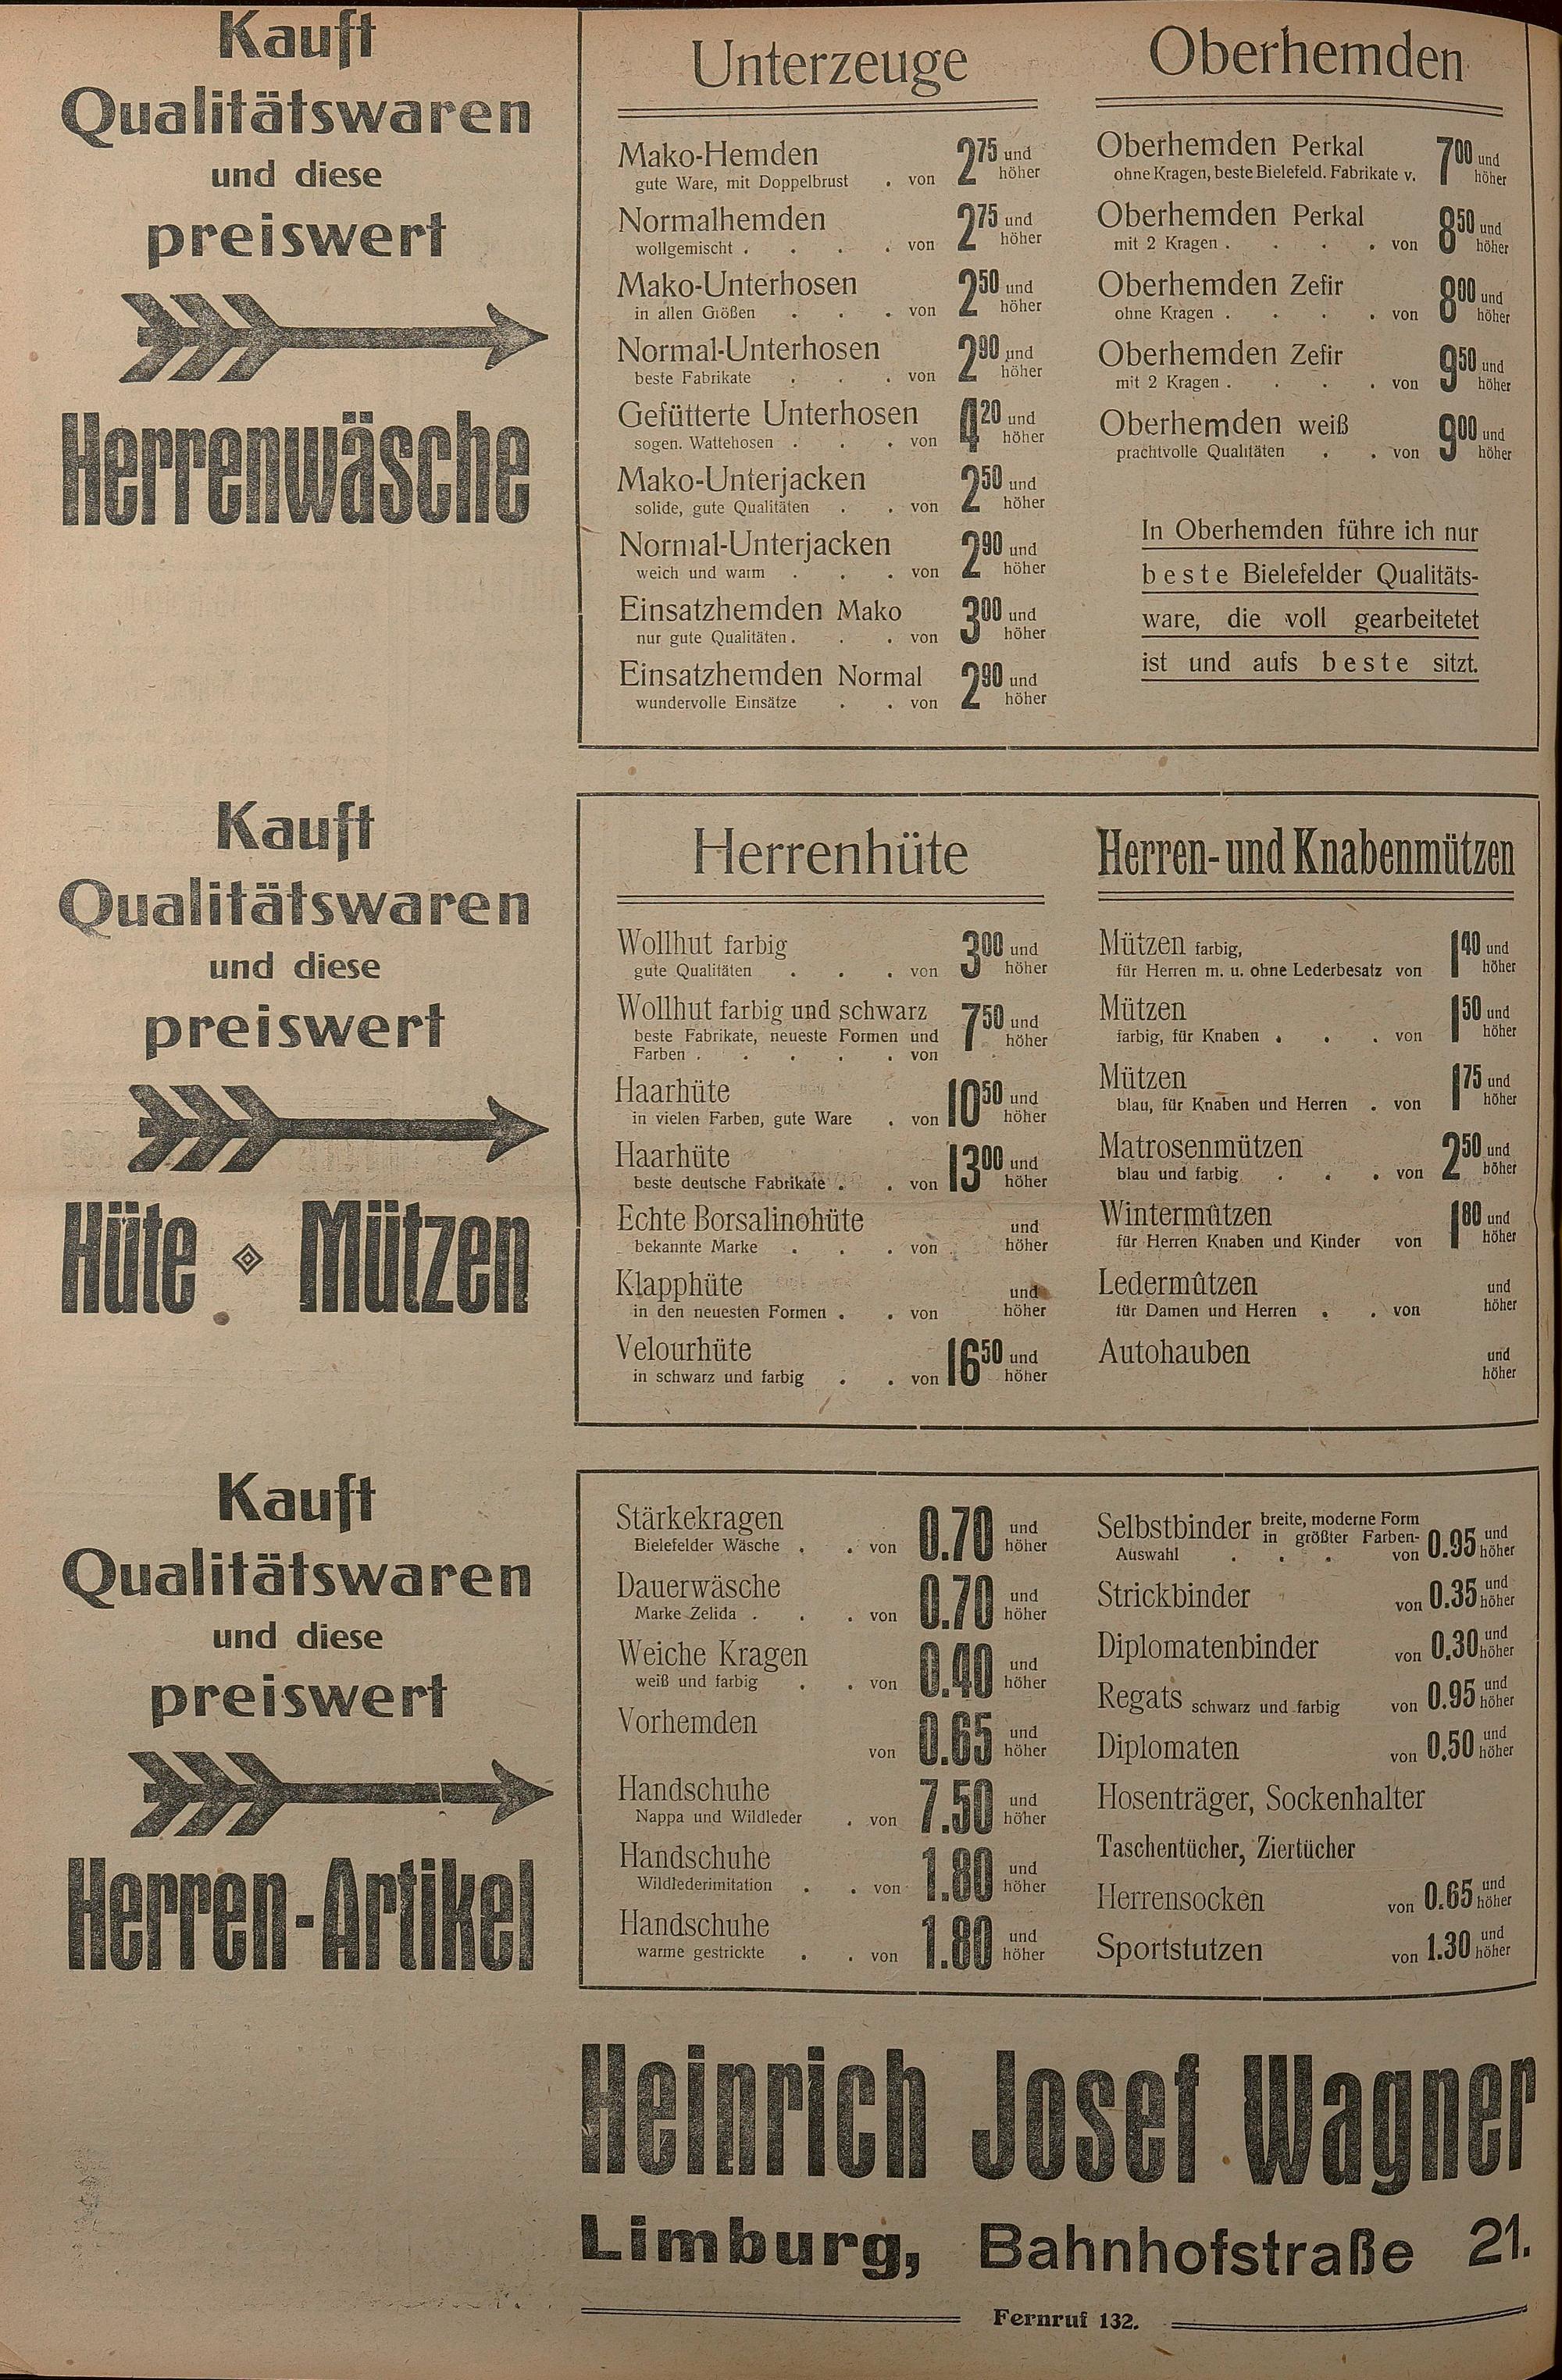 Kauft
Qualitätswaren
und diese
preiswert
Herrenwäsche
Unterzeuge
Mako-Hemden
gute Ware, mit Doppelbrust . von 2 75 und höher
Normalhemden
wollgemischt . . . . von 2 75 und höher
Mako-Unterhosen
in allen Größen . . . von 2 50 und höher
Normal-Unterhosen
beste Fabrikate . . . von 2 90 und höher
Gefütterte Unterhosen
sogen. Wattehosen . . . von 4 20 und höher
Mako-Unterjacken
solide, gute Qualitäten . . von 2 50 und höher
Normal-Unterjacken
weich und warm . . . von 2 90 und höher
Einsatzhemden Mako
nur gute Qualitäten . . . von 3 00 und höher
Einsatzhemden Normal
wundervolle Einsätze . . von 2 90 und höher
Oberhemden
Oberhemden Perkal
ohne Kragen, beste Bielefeld. Fabrikate v. 7 00 und höher
Oberhemden Perkal
mit 2 Kragen . . . . von 8 50 und höher
Oberhemden Zefir
ohne Kragen . . . . von 8 00 und höher
Oberhemden Zefir
mit 2 Kragen . . . . von 9 50 und höher
Oberhemden weiß
prachtvolle Qualitäten . . von 9 00 und höher
In Oberhemden führe ich nur
beste Bielefelder Qualitäts-
ware, die voll gearbeitetet
ist und aufs beste sitzt.
Kauft
Qualitätswaren
und diese
preiswert
Hüte Mützen
Herrenhüte
Wollhut farbig
gute Qualitäten . . . von 3 00 und höher
Wollhut farbig und schwarz
beste Fabrikate, neueste Formen und
Farben . . . . . von 7 50 und höher
Haarhüte
in vielen Farben, gute Ware . von 10 50 und höher
Haarhüte
beste deutsche Fabrikate . . von 13 00 und höher
Echte Borsalinohüte
bekannte Marke . . . von und höher
Klapphüte
in den neuesten Formen . . von und höher
Velourhüte
in schwarz und farbig . . von 16 50 und höher
Herren- und Knabenmützen
Mützen farbig,
für Herren m. u. ohne Lederbesatz von 1 40 und höher
Mützen
farbig, für Knaben . . . von 1 50 und höher
Mützen
blau, für Knaben und Herren . von 1 75 und höher
Matrosenmützen
blau und farbig . . . von 2 50 und höher
Wintermützen
für Herren Knaben und Kinder von 1 80 und höher
Ledermützen
für Damen und Herren . . von und höher
Autohauben und höher
Kauft
Qualitätswaren
und diese
preiswert
Herren-Artikel
Stärkekragen
Bielefelder Wäsche . . von 0.70 und höher
Dauerwäsche
Marke Zelida . . . von 0.70 und höher
Weiche Kragen
weiß und farbig . . von 0.40 und höher
Vorhemden
von 0.65 und höher
Handschuhe
Nappa und Wildleder . von 7.50 und höher
Handschuhe
Wildlederimitation . . von 1.80 und höher
Handschuhe
warme gestrickte . . von 1.80 und höher
Selbstbinder breite, moderne Form
in größter Farben-
Auswahl . . . von 0.95 und höher
Strickbinder von 0.35 und höher
Diplomatenbinder von 0.30 und höher
Regats schwarz und farbig von 0.95 und höher
Diplomaten von 0.50 und höher
Hosenträger, Sockenhalter
Taschentücher, Ziertücher
Herrensocken von 0.65 und höher
Sportstutzen von 1.30 und höher
Heinrich Josef Wagner
Limburg, Bahnhofstraße 21.
Fernruf 132.